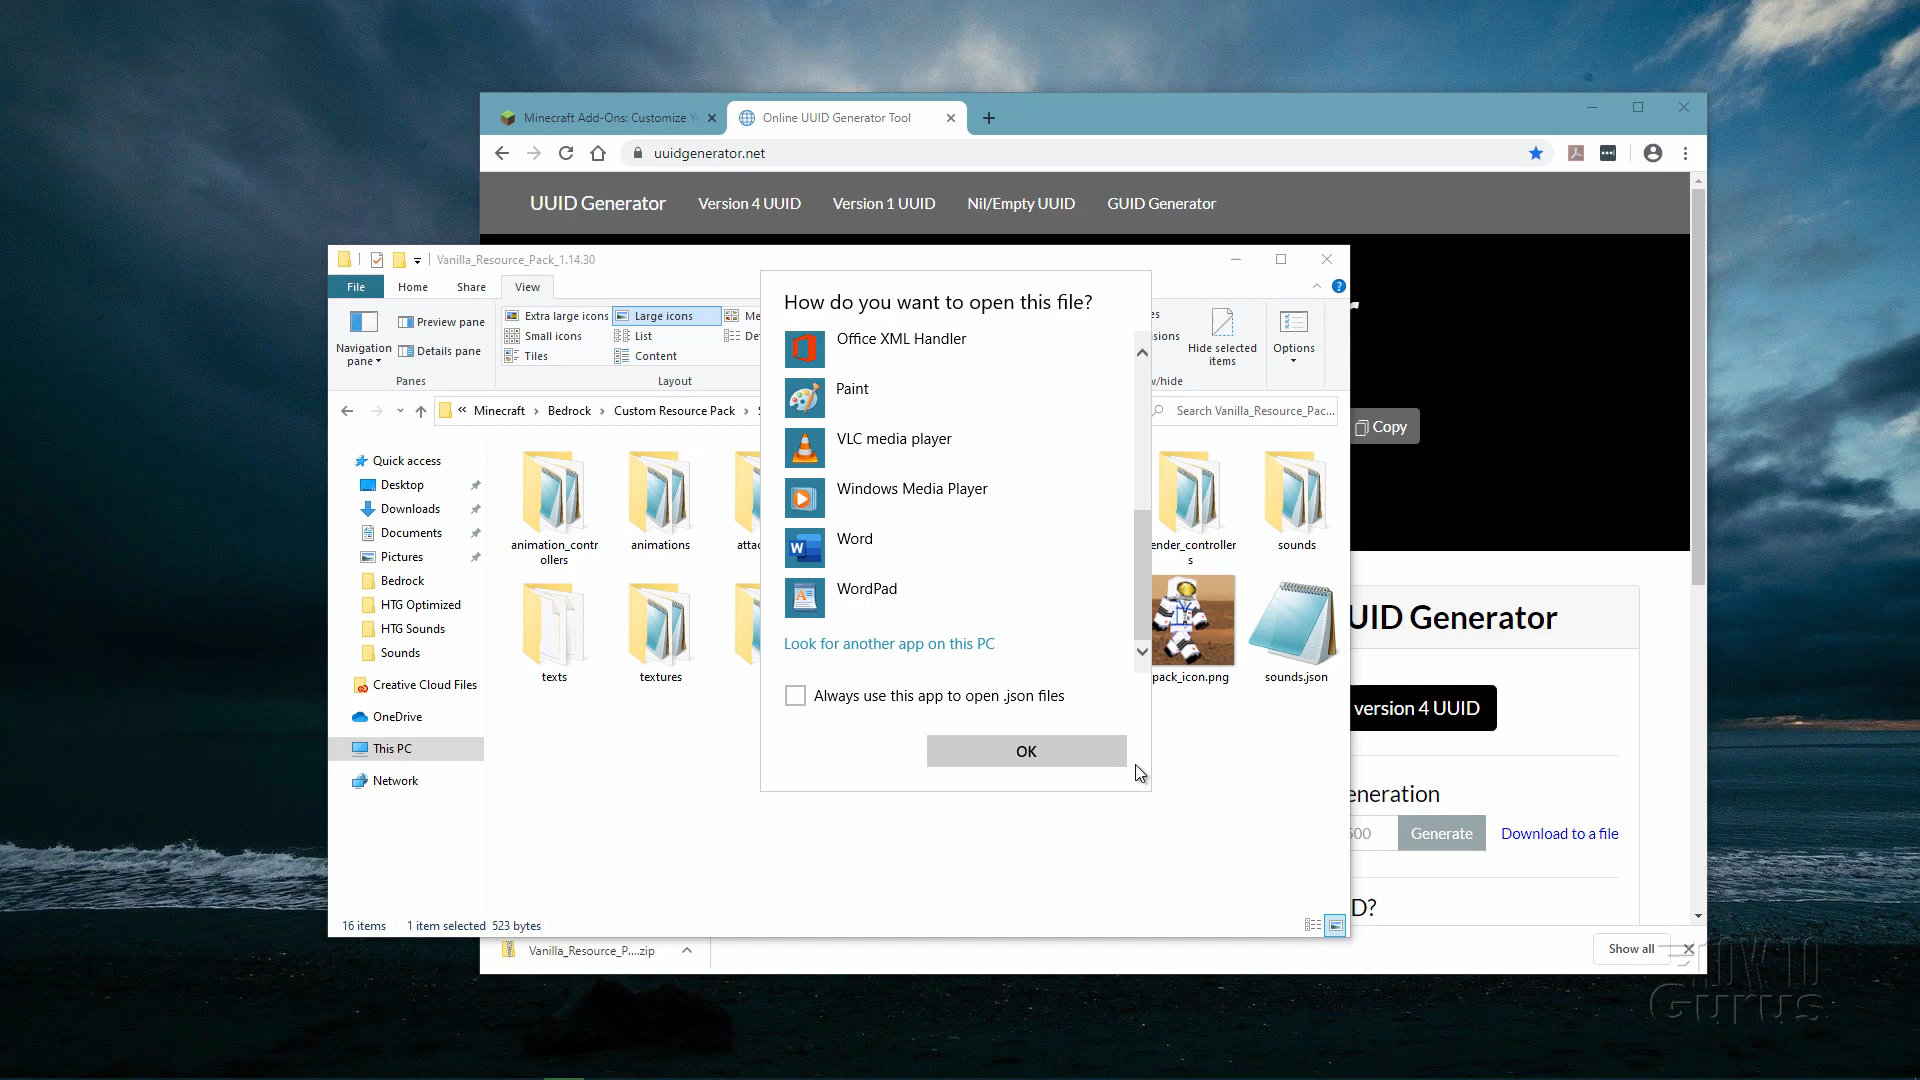 Minecraft Add-Ons: Customize
Online UUID Generator Tool
uuidgenerator.net
UUID Generator
Version 4 UUID
Version 1 UUID
Nil/Empty UUID
GUID Generator
Vanilla_Resource_Pack_1.14.30
File
Home
Share
View
Navigation
pane
Preview pane
Details pane
Panes
Extra large icons
Large icons
Me
Small icons
List
De
Tiles
Content
Layout
es
sions
Hide selected
items
Options
w/hide
« Minecraft › Bedrock › Custom Resource Pack › S
Search Vanilla_Resource_Pac...
Quick access
Desktop
Downloads
Documents
Pictures
Bedrock
HTG Optimized
HTG Sounds
Sounds
Creative Cloud Files
OneDrive
This PC
Network
animation_contr
ollers
animations
attac
ender_controller
s
sounds
texts
textures
pack_icon.png
sounds.json
How do you want to open this file?
Office XML Handler
Paint
VLC media player
Windows Media Player
Word
WordPad
Look for another app on this PC
Always use this app to open .json files
OK
16 items
1 item selected 523 bytes
Copy
UID Generator
version 4 UUID
eneration
500
Generate
Download to a file
D?
Vanilla_Resource_P....zip
Show all
HOW TO
GURUS